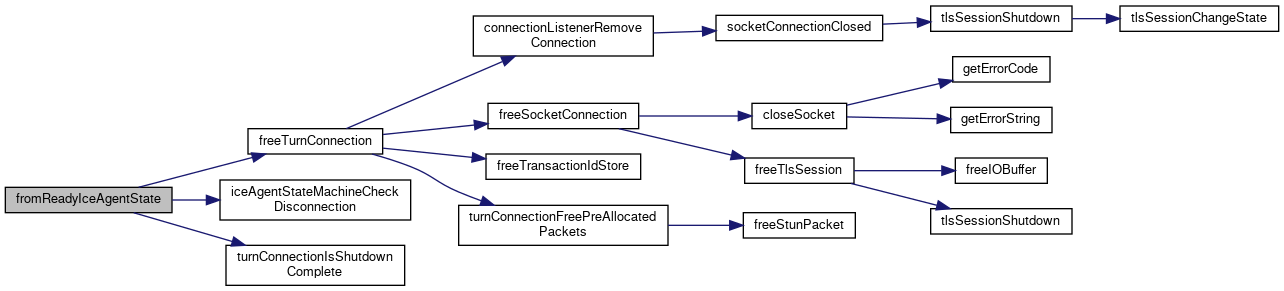 fromReadyIceAgentState
freeTurnConnection
iceAgentStateMachineCheck
Disconnection
turnConnectionIsShutdown
Complete
connectionListenerRemove
Connection
freeSocketConnection
freeTransactionIdStore
turnConnectionFreePreAllocated
Packets
socketConnectionClosed
closeSocket
freeTlsSession
freeStunPacket
tlsSessionShutdown
getErrorCode
getErrorString
freeIOBuffer
tlsSessionShutdown
tlsSessionChangeState